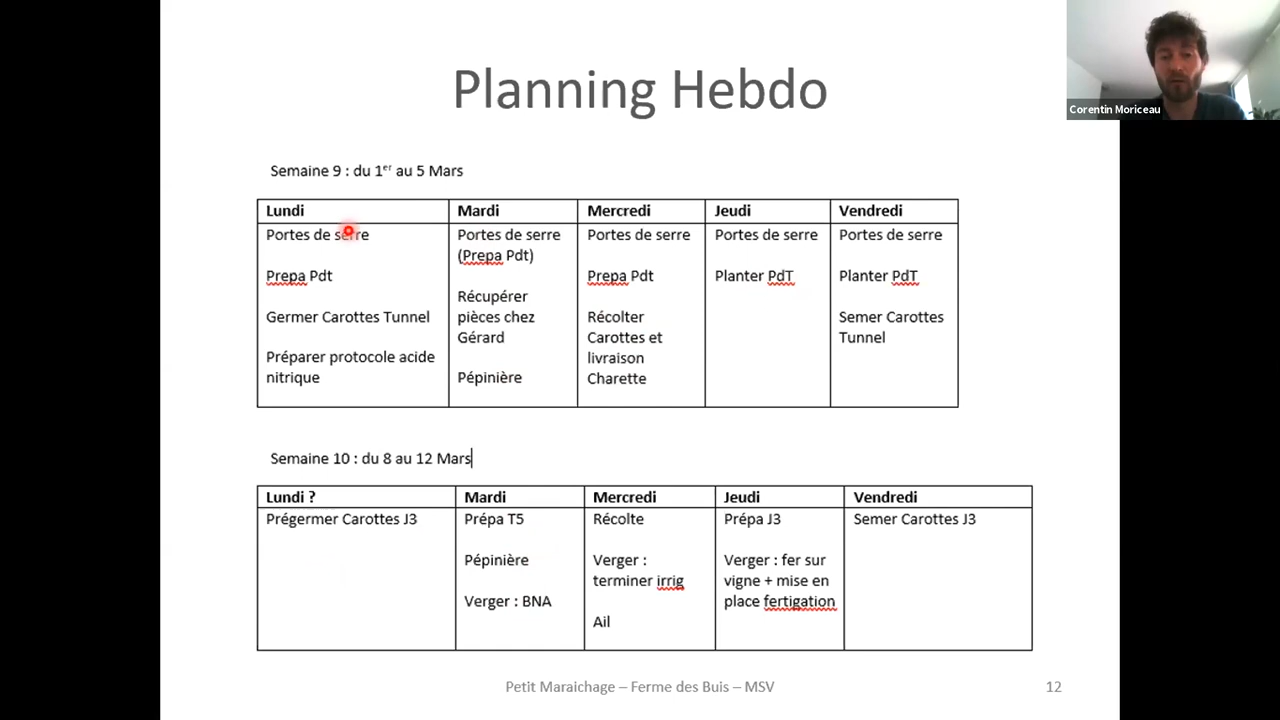 Planning Hebdo
Corentin Moriceau
Semaine 9 : du 1er au 5 Mars
Lundi
Mardi
Mercredi
Jeudi
Vendredi
Portes de serre
Prepa Pdt
Germer Carottes Tunnel
Préparer protocole acide
nitrique
Portes de serre
(Prepa Pdt)
Récupérer
pièces chez
Gérard
Pépinière
Portes de serre
Prepa Pdt
Récolter
Carottes et
livraison
Charette
Portes de serre
Planter PdT
Portes de serre
Planter PdT
Semer Carottes
Tunnel
Semaine 10 : du 8 au 12 Mars
Lundi ?
Mardi
Mercredi
Jeudi
Vendredi
Prégermer Carottes J3
Prépa T5
Pépinière
Verger : BNA
Récolte
Verger :
terminer irrig
Ail
Prépa J3
Verger : fer sur
vigne + mise en
place fertigation
Semer Carottes J3
Petit Maraichage – Ferme des Buis – MSV
12